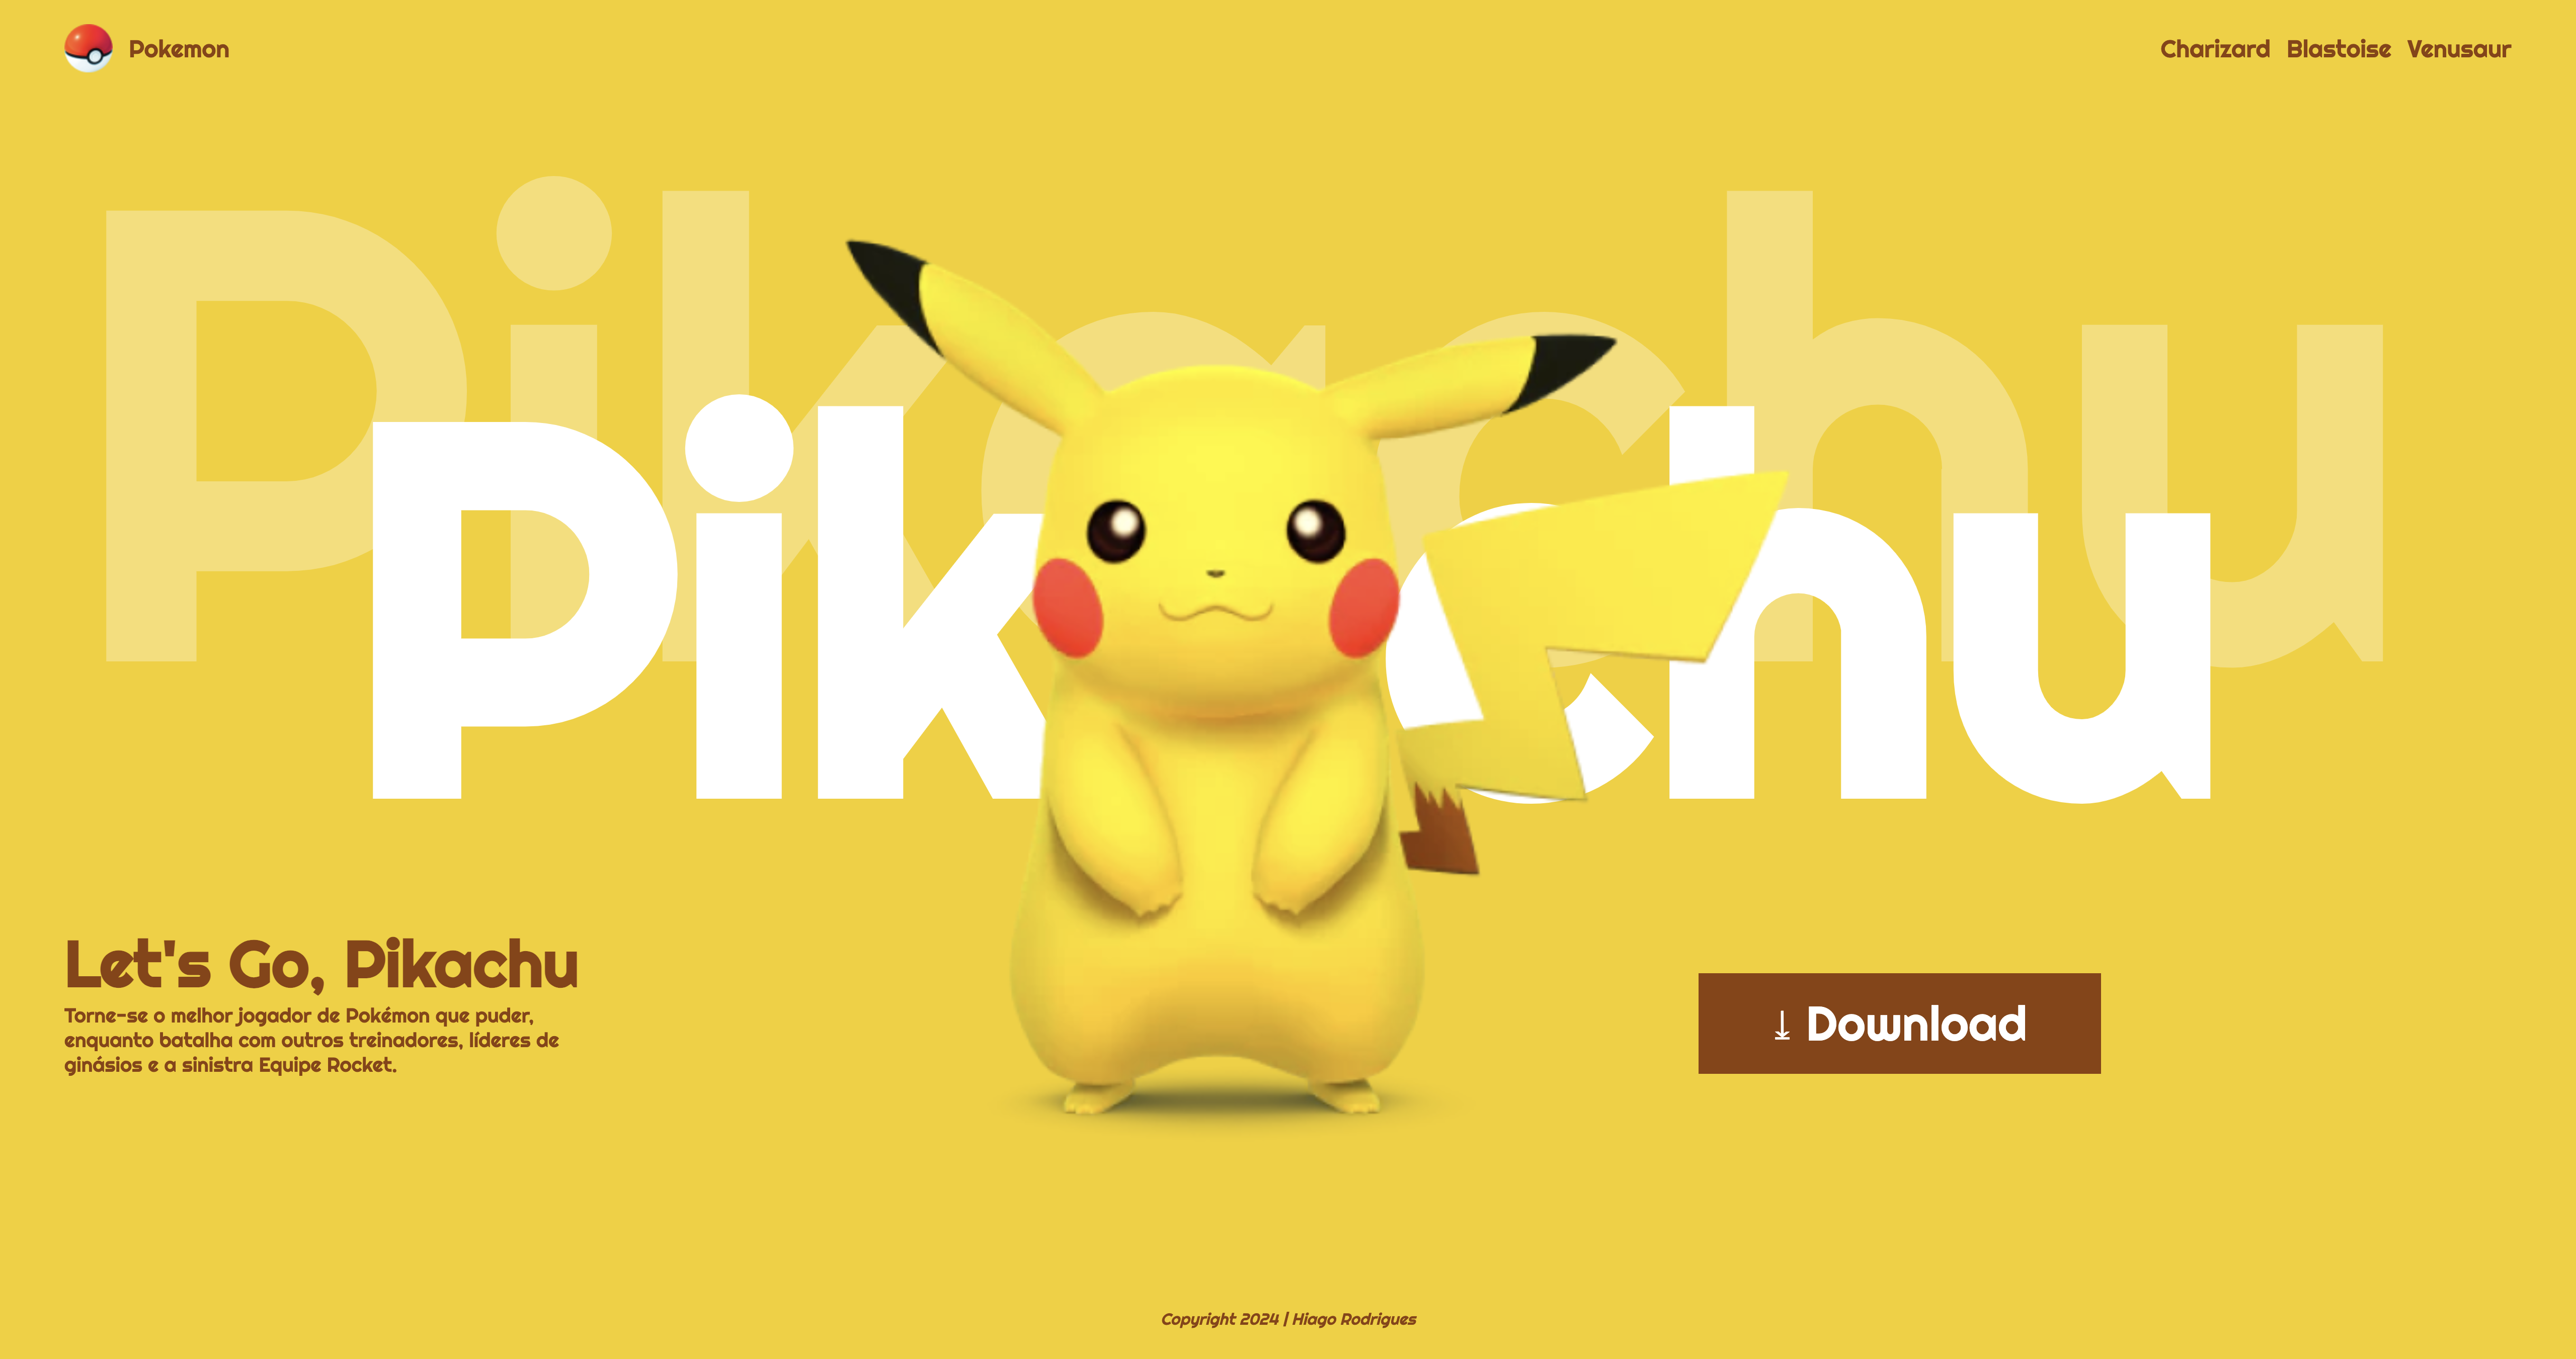 Pokemon
Charizard Blastoise Venusaur
Pikachu
Pikachu
Let's Go, Pikachu
Torne-se o melhor jogador de Pokémon que puder,
enquanto batalha com outros treinadores, líderes de
ginásios e a sinistra Equipe Rocket.
Download
Copyright 2024 | Hiago Rodrigues